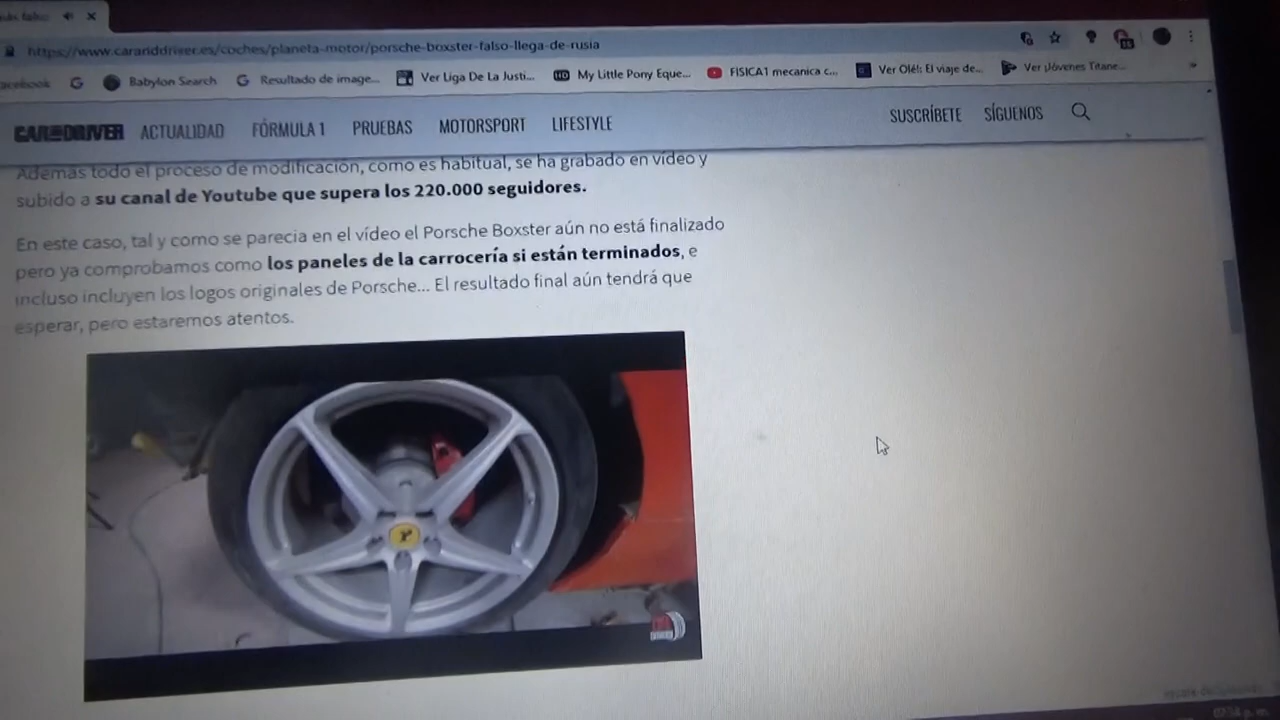 más falso
https://www.caranddriver.es/coches/planeta-motor/porsche-boxster-falso-llega-de-rusia
acebook Babylon Search Resultado de image... Ver Liga De La Justi... HD My Little Pony Eque... FISICA1 mecanica c... Ver Olé!: El viaje de... Ver ¡Jóvenes Titane...
CAR AND DRIVER ACTUALIDAD FÓRMULA 1 PRUEBAS MOTORSPORT LIFESTYLE SUSCRÍBETE SÍGUENOS
Además todo el proceso de modificación, como es habitual, se ha grabado en vídeo y
subido a su canal de Youtube que supera los 220.000 seguidores.
En este caso, tal y como se parecia en el vídeo el Porsche Boxster aún no está finalizado
pero ya comprobamos como los paneles de la carrocería si están terminados, e
incluso incluyen los logos originales de Porsche... El resultado final aún tendrá que
esperar, pero estaremos atentos.